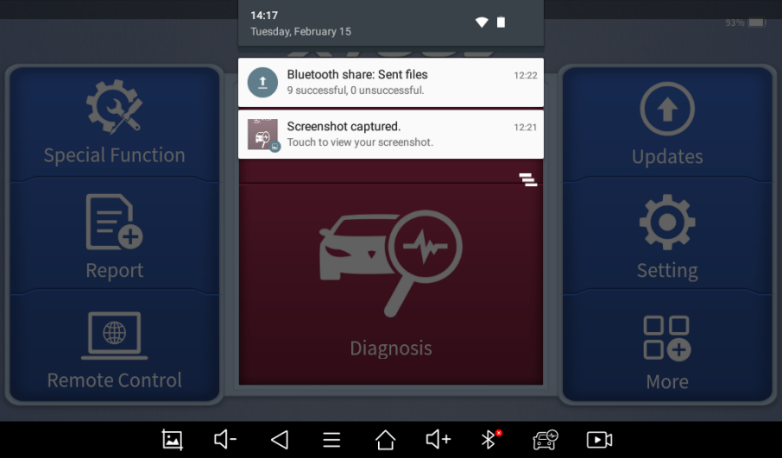 14:17
Tuesday, February 15
93%
Bluetooth share: Sent files
12:22
9 successful, 0 unsuccessful.
Screenshot captured.
12:21
Touch to view your screenshot.
Special Function
Updates
Report
Setting
Diagnosis
Remote Control
More